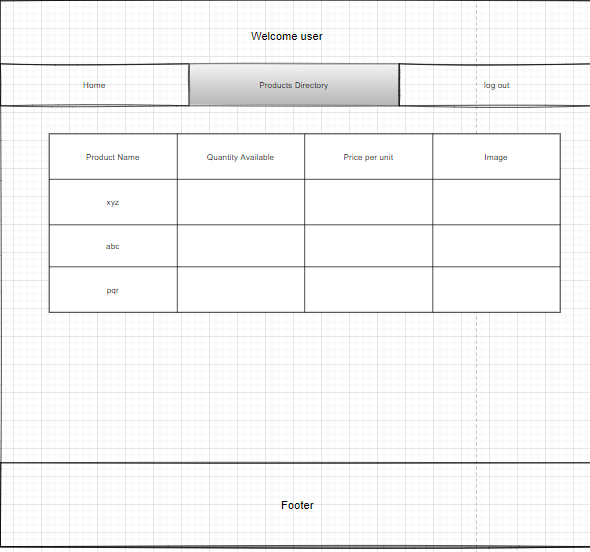 Welcome user
Home
Products Directory
log out
Product Name
Quantity Available
Price per unit
Image
xyz
abc
pqr
Footer